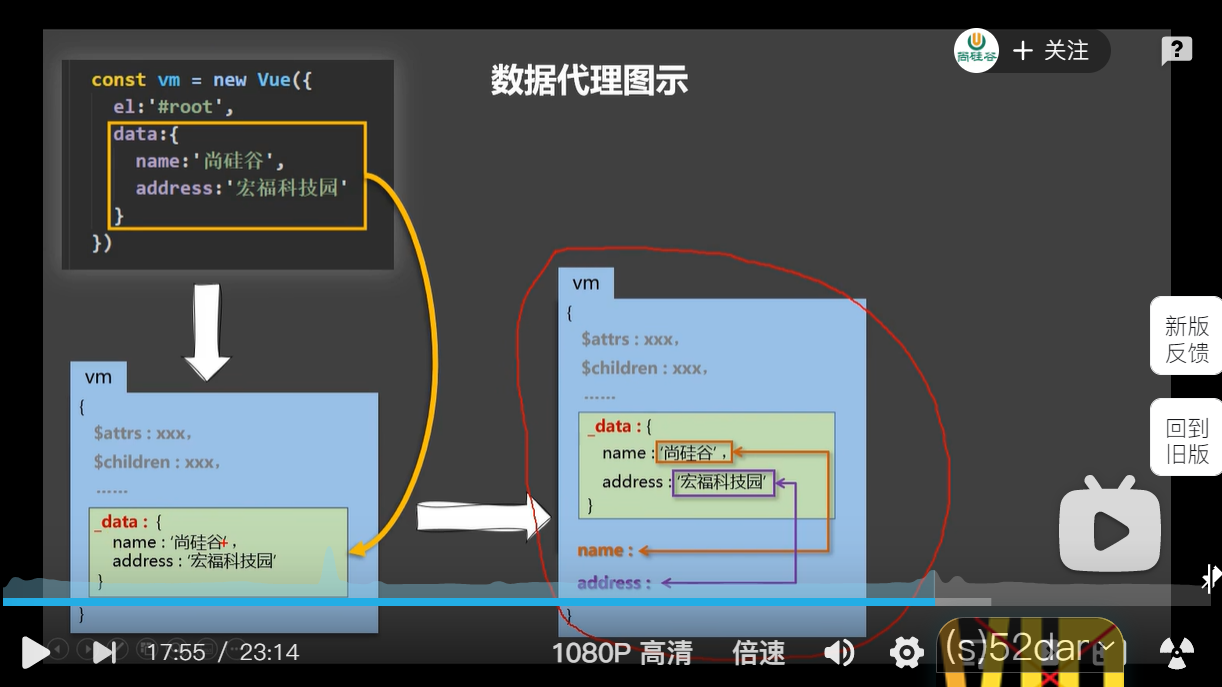 数据代理图示
尚硅谷
+ 关注
?
const vm = new Vue({
el:'#root',
data:{
name:'尚硅谷',
address:'宏福科技园'
}
})
vm
{
$attrs : xxx,
$children : xxx,
……
_data : {
name : '尚硅谷',
address : '宏福科技园'
}
}
vm
{
$attrs : xxx,
$children : xxx,
……
_data : {
name : '尚硅谷',
address : '宏福科技园'
}
name :
address :
}
新版
反馈
回到
旧版
17:55 / 23:14
1080P 高清
倍速
(s)52dar